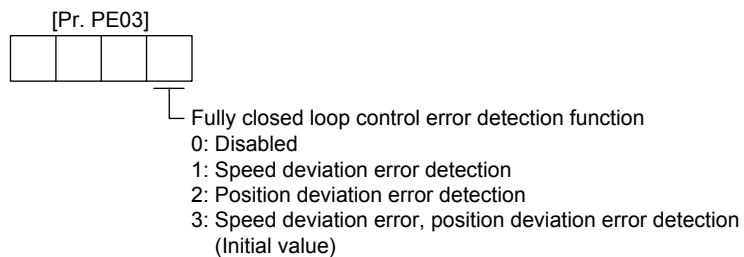 [Pr. PE03]
Fully closed loop control error detection function
0: Disabled
1: Speed deviation error detection
2: Position deviation error detection
3: Speed deviation error, position deviation error detection
(Initial value)